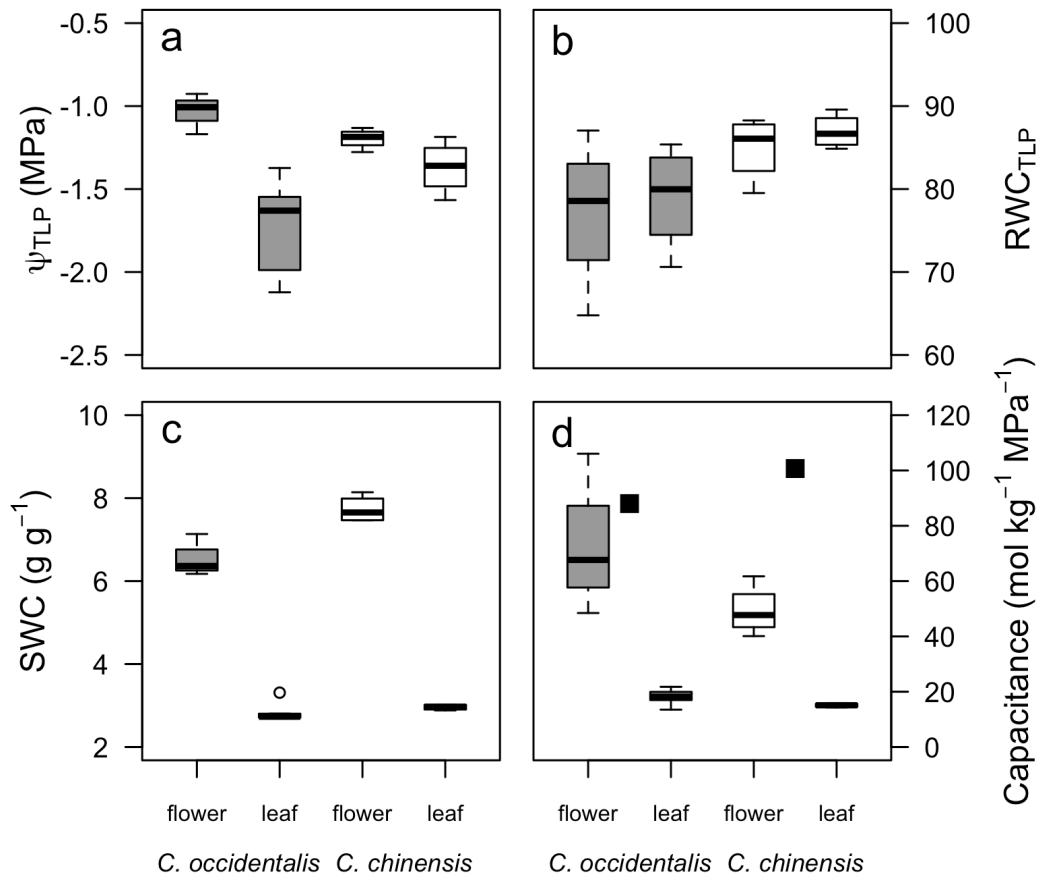 a
ψTLP (MPa)
-0.5
-1.0
-1.5
-2.0
-2.5
b
100
90
80
70
60
RWCTLP
c
SWC (g g−1)
10
8
6
4
2
d
120
100
80
60
40
20
0
Capacitance (mol kg−1 MPa−1)
flower leaf flower leaf
C. occidentalis C. chinensis
flower leaf flower leaf
C. occidentalis C. chinensis